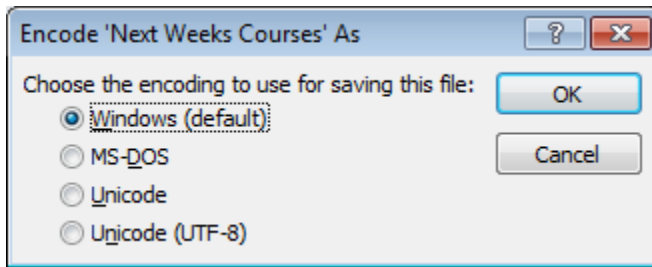 Encode 'Next Weeks Courses' As
Choose the encoding to use for saving this file:
Windows (default)
MS-DOS
Unicode
Unicode (UTF-8)
OK
Cancel